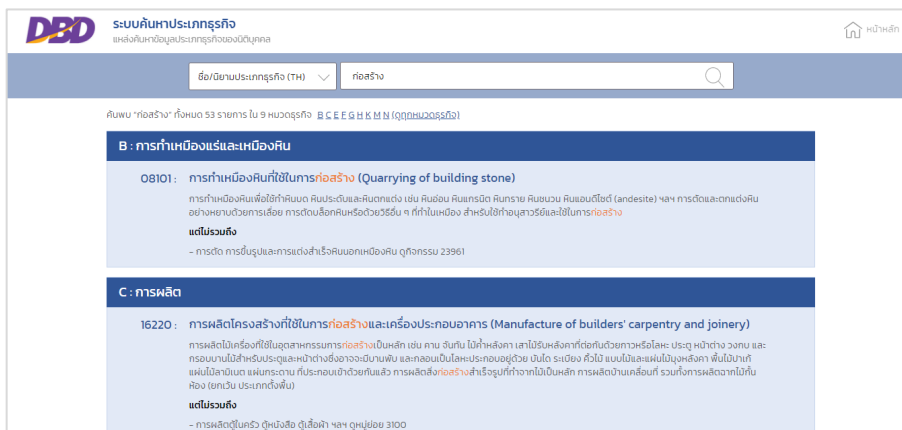 DBD
ระบบค้นหาประเภทธุรกิจ
แหล่งค้นหาข้อมูลประเภทธุรกิจของนิติบุคคล
หน้าหลัก
ชื่อ/นิยามประเภทธุรกิจ (TH)
ก่อสร้าง
ค้นพบ "ก่อสร้าง" ทั้งหมด 53 รายการ ใน 9 หมวดธุรกิจ B C E F G H K M N (ดูทุกหมวดธุรกิจ)
B : การทำเหมืองแร่และเหมืองหิน
08101 : การทำเหมืองหินที่ใช้ในการก่อสร้าง (Quarrying of building stone)
การทำเหมืองหินเพื่อใช้ทำหินบด หินประดับและหินตกแต่ง เช่น หินอ่อน หินแกรนิต หินทราย หินชนวน หินแอนดีไซต์ (andesite) ฯลฯ การตัดและตกแต่งหิน
อย่างหยาบด้วยการเลื่อย การตัดบล็อกหินหรือด้วยวิธีอื่น ๆ ที่ทำในเหมือง สำหรับใช้ทำอนุสาวรีย์และใช้ในการก่อสร้าง
แต่ไม่รวมถึง
- การตัด การขึ้นรูปและการแต่งสำเร็จหินนอกเหมืองหิน ดูกิจกรรม 23961
C : การผลิต
16220 : การผลิตโครงสร้างที่ใช้ในการก่อสร้างและเครื่องประกอบอาคาร (Manufacture of builders' carpentry and joinery)
การผลิตไม้เครื่องที่ใช้ในอุตสาหกรรมการก่อสร้างเป็นหลัก เช่น คาน จันทัน ไม้ค้ำหลังคา เสาไม้รับหลังคาที่ต่อกันด้วยกาวหรือโลหะ ประตู หน้าต่าง วงกบ และ
กรอบบานไม้สำหรับประตูและหน้าต่างซึ่งอาจจะมีบานพับ และกลอนเป็นโลหะประกอบอยู่ด้วย บันได ระเบียง คิ้วไม้ แบบไม้และแผ่นไม้มุงหลังคา พื้นไม้ปาเก้
แผ่นไม้ลามิเนต แผ่นกระดาน ที่ประกอบเข้าด้วยกันแล้ว การผลิตสิ่งก่อสร้างสำเร็จรูปที่ทำจากไม้เป็นหลัก การผลิตบ้านเคลื่อนที่ รวมทั้งการผลิตฉากไม้กั้น
ห้อง (ยกเว้น ประเภทตั้งพื้น)
แต่ไม่รวมถึง
- การผลิตตู้ในครัว ตู้หนังสือ ตู้เสื้อผ้า ฯลฯ ดูหมู่ย่อย 3100